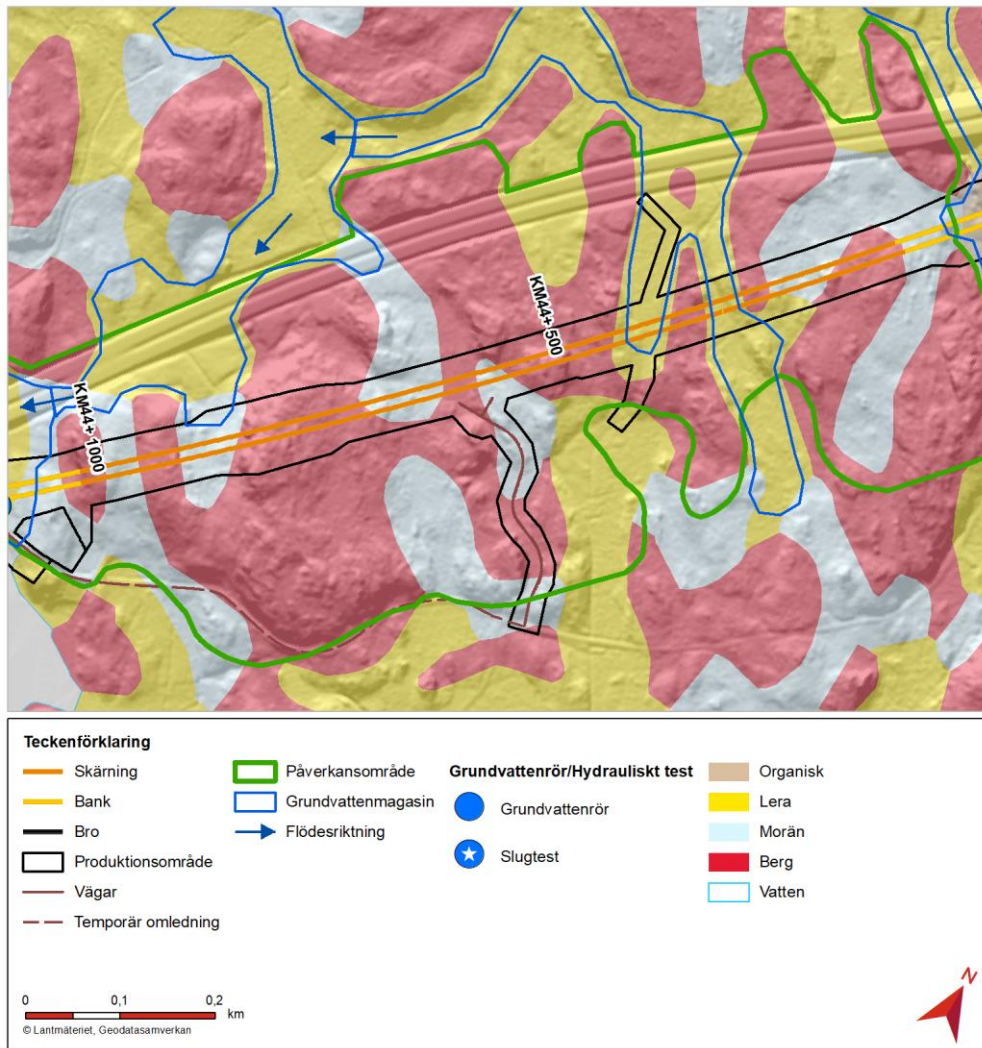 KM44+ 500
KM44+ 1000
Teckenförklaring
Skärning
Bank
Bro
Produktionsområde
Vägar
Temporär omledning
Påverkansområde
Grundvattenmagasin
Flödesriktning
Grundvattenrör/Hydrauliskt test
Grundvattenrör
Slugtest
Organisk
Lera
Morän
Berg
Vatten
0 0,1 0,2
km
© Lantmäteriet, Geodatasamverkan
N